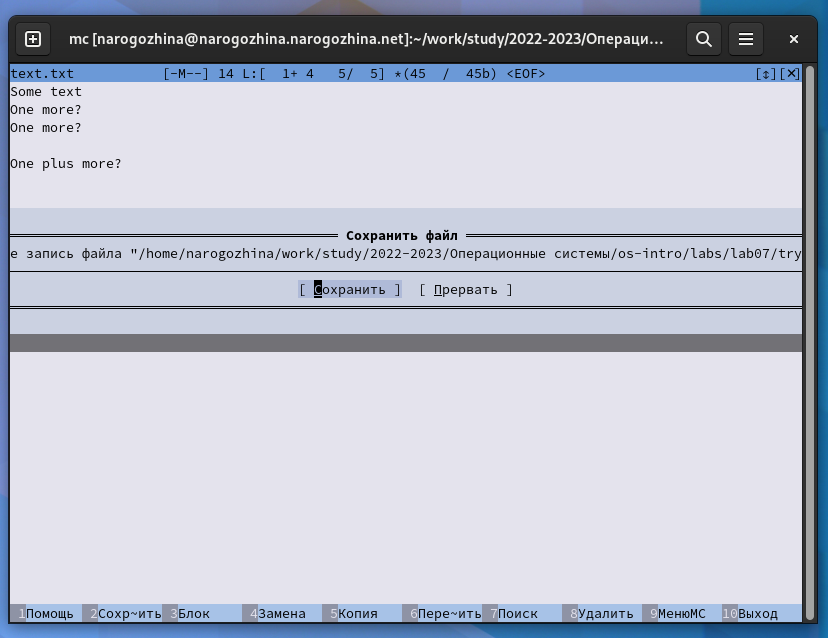 mc [narogozhina@narogozhina.narogozhina.net]:~/work/study/2022-2023/Операци…
text.txt [-M--] 14 L:[ 1+ 4 5/ 5] *(45 / 45b) <EOF> [↕][✕]
Some text
One more?
One more?
One plus more?
Сохранить файл
е запись файла "/home/narogozhina/work/study/2022-2023/Операционные системы/os-intro/labs/lab07/try
[ Сохранить ] [ Прервать ]
1Помощь 2Сохр~ить 3Блок 4Замена 5Копия 6Пере~ить 7Поиск 8Удалить 9МенюMC 10Выход